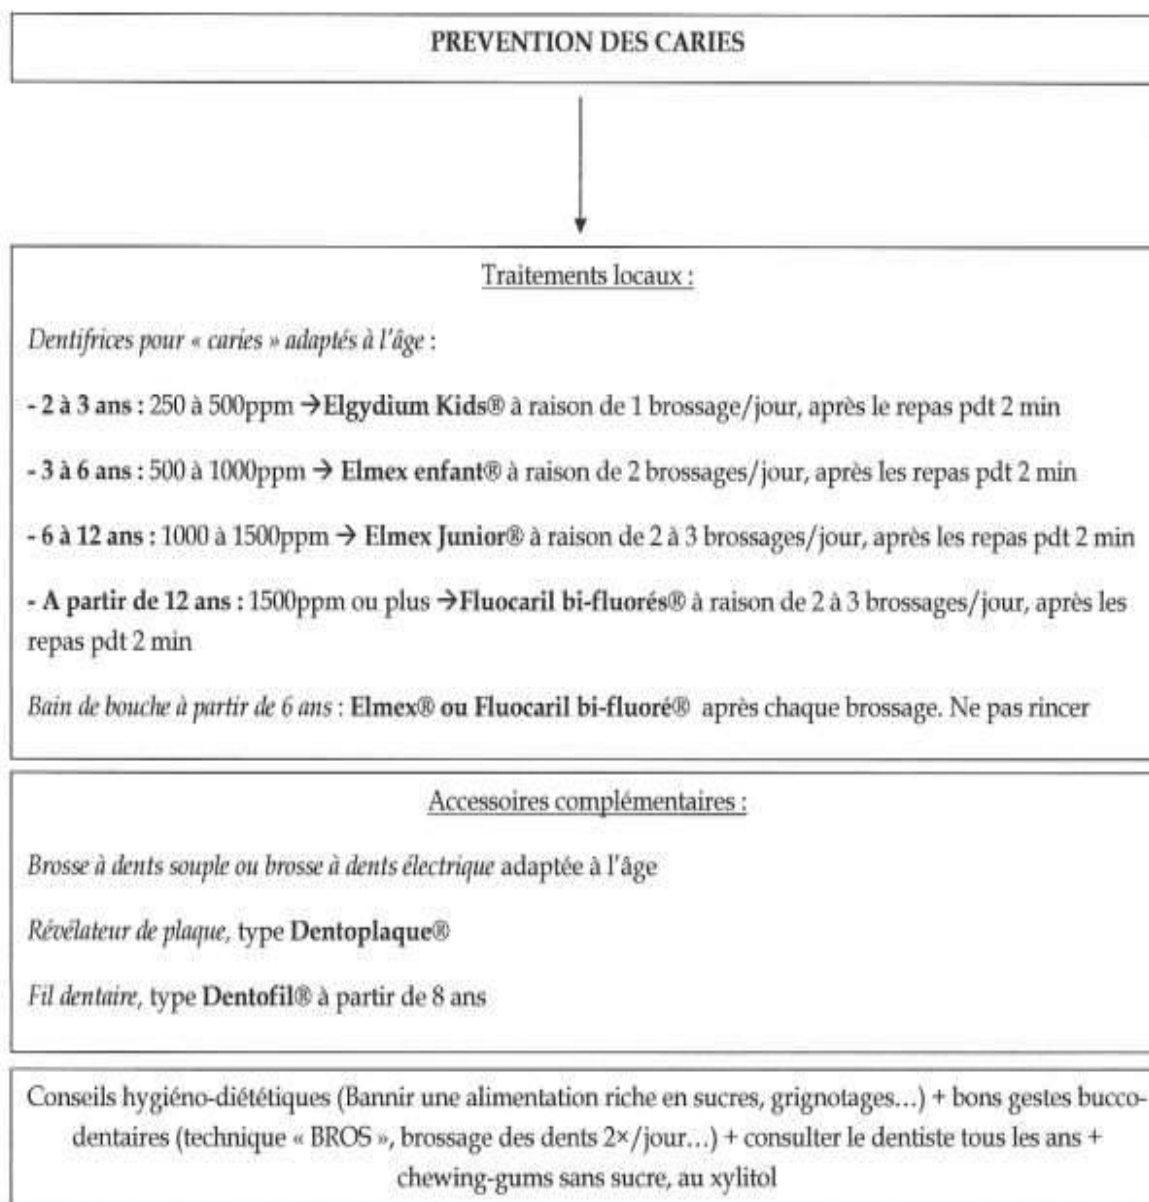 PREVENTION DES CARIES
Traitements locaux :
Dentifrices pour « caries » adaptés à l'âge :
- 2 à 3 ans : 250 à 500ppm →Elgydium Kids® à raison de 1 brossage/jour, après le repas pdt 2 min
- 3 à 6 ans : 500 à 1000ppm → Elmex enfant® à raison de 2 brossages/jour, après les repas pdt 2 min
- 6 à 12 ans : 1000 à 1500ppm → Elmex Junior® à raison de 2 à 3 brossages/jour, après les repas pdt 2 min
- A partir de 12 ans : 1500ppm ou plus →Fluocaril bi-fluorés® à raison de 2 à 3 brossages/jour, après les
repas pdt 2 min
Bain de bouche à partir de 6 ans : Elmex® ou Fluocaril bi-fluoré® après chaque brossage. Ne pas rincer
Accessoires complémentaires :
Brosse à dents souple ou brosse à dents électrique adaptée à l'âge
Révélateur de plaque, type Dentoplaque®
Fil dentaire, type Dentofil® à partir de 8 ans
Conseils hygiéno-diététiques (Bannir une alimentation riche en sucres, grignotages…) + bons gestes bucco-
dentaires (technique « BROS », brossage des dents 2×/jour…) + consulter le dentiste tous les ans +
chewing-gums sans sucre, au xylitol